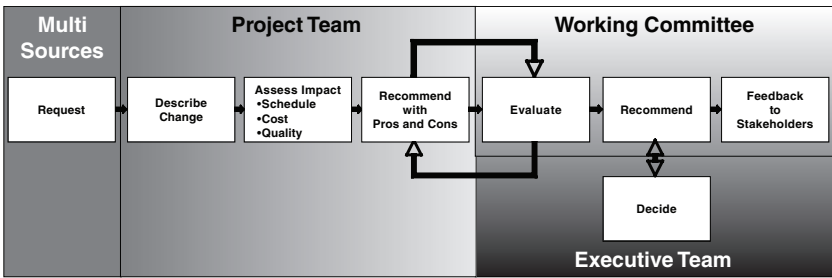 Multi
Sources
Project Team
Working Committee
Request
Describe
Change
Assess Impact
•Schedule
•Cost
•Quality
Recommend
with
Pros and Cons
Evaluate
Recommend
Feedback
to
Stakeholders
Decide
Executive Team